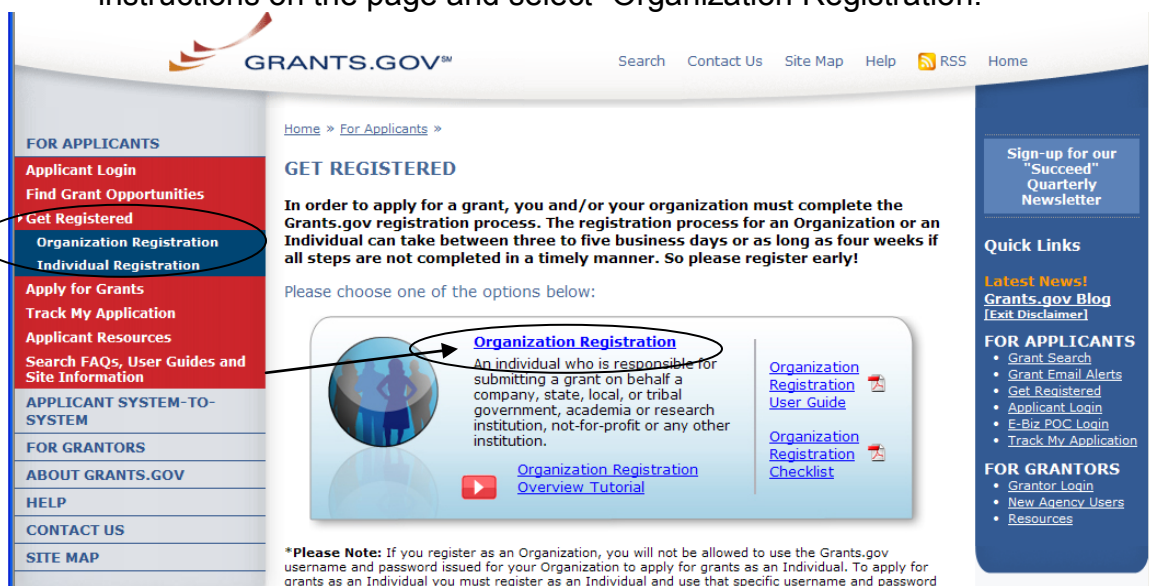 instructions on the page and select "Organization Registration."
GRANTS.GOV℠
Search Contact Us Site Map Help RSS Home
FOR APPLICANTS
Applicant Login
Find Grant Opportunities
Get Registered
Organization Registration
Individual Registration
Apply for Grants
Track My Application
Applicant Resources
Search FAQs, User Guides and
Site Information
APPLICANT SYSTEM-TO-
SYSTEM
FOR GRANTORS
ABOUT GRANTS.GOV
HELP
CONTACT US
SITE MAP
Home » For Applicants »
GET REGISTERED
In order to apply for a grant, you and/or your organization must complete the
Grants.gov registration process. The registration process for an Organization or an
Individual can take between three to five business days or as long as four weeks if
all steps are not completed in a timely manner. So please register early!
Please choose one of the options below:
Organization Registration
An individual who is responsible for
submitting a grant on behalf a
company, state, local, or tribal
government, academia or research
institution, not-for-profit or any other
institution.
Organization Registration
Overview Tutorial
Organization
Registration
User Guide
Organization
Registration
Checklist
*Please Note: If you register as an Organization, you will not be allowed to use the Grants.gov
username and password issued for your Organization to apply for grants as an Individual. To apply for
grants as an Individual you must register as an Individual and use that specific username and password
Sign-up for our
"Succeed"
Quarterly
Newsletter
Quick Links
Latest News!
Grants.gov Blog
[Exit Disclaimer]
FOR APPLICANTS
• Grant Search
• Grant Email Alerts
• Get Registered
• Applicant Login
• E-Biz POC Login
• Track My Application
FOR GRANTORS
• Grantor Login
• New Agency Users
• Resources